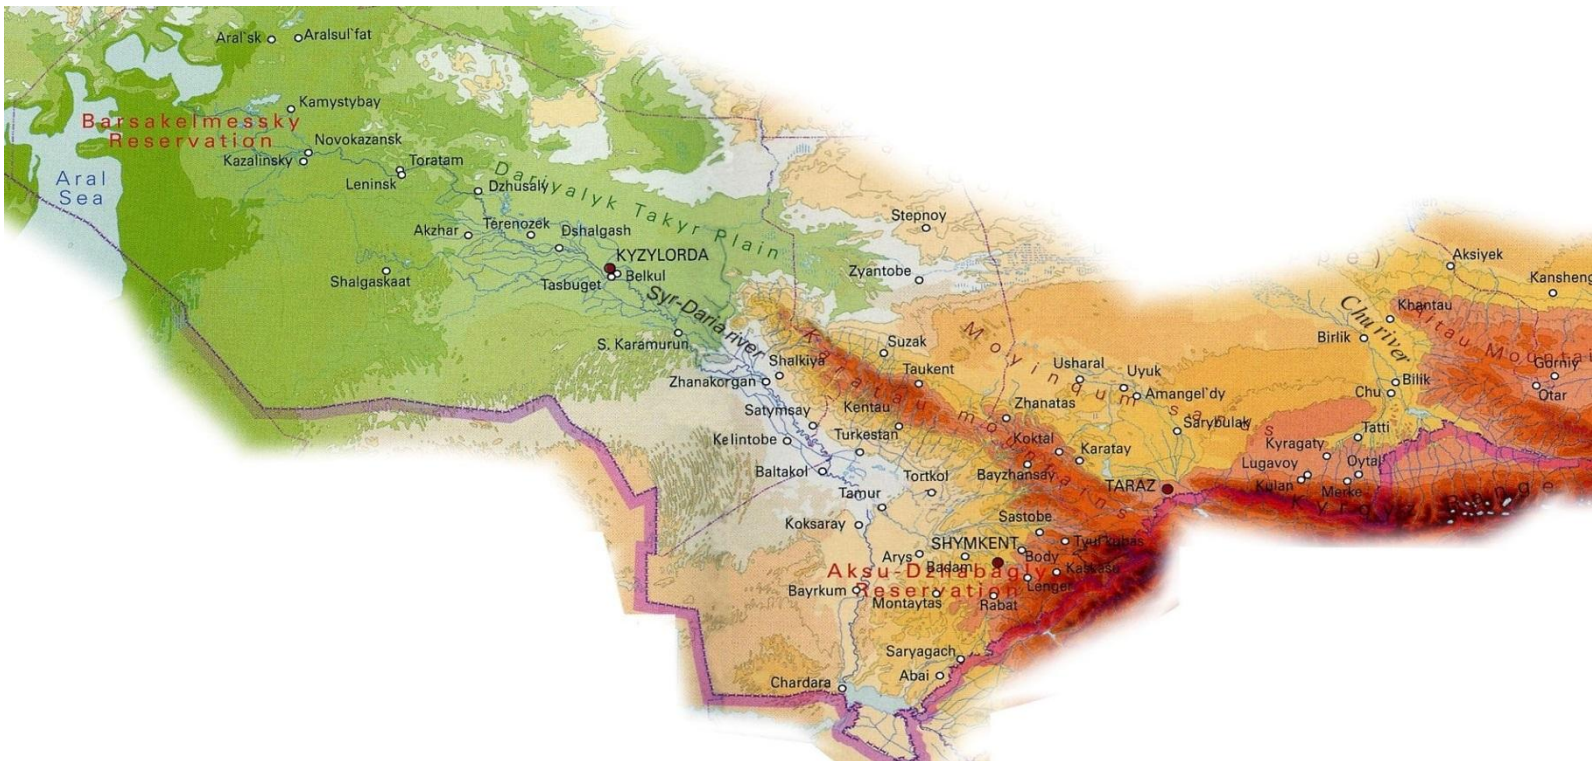 Aral`sk
Aralsul`fat
Kamystybay
Barsakelmessky
Reservation
Novokazansk
Kazalinsky
Toratam
Leninsk
Aral
Sea
Dzhusaly
Dariyalyk Takyr Plain
Akzhar
Terenozek
Dshalgash
Stepnoy
KYZYLORDA
Shalgaskaat
Tasbuget
Belkul
Zyantobe
Aksiyek
Kansheng
Syr-Daria river
Chu river
Khantau
S. Karamurun
Suzak
Moyinqum sands
Birlik
Shalkiya
Zhanakorgan
Taukent
Karatau mountains
Usharal
Uyuk
Amangel`dy
Bilik
Chu
Gorniy
Otar
Satymsay
Kentau
Zhanatas
Sarybulak
Kelintobe
Turkestan
Koktal
Karatay
Kyragaty
Tatti
Baltakol
Tortkol
Bayzhansay
Lugavoy
Oytal
Tamur
TARAZ
Kulan
Merke
Koksaray
Sastobe
SHYMKENT
Tyul`kubas
Arys
Badam
Body
Aksu-Dzhabagly
Reservation
Kaskasu
Lenger
Bayrkum
Montaytas
Rabat
Saryagach
Abai
Chardara
Range